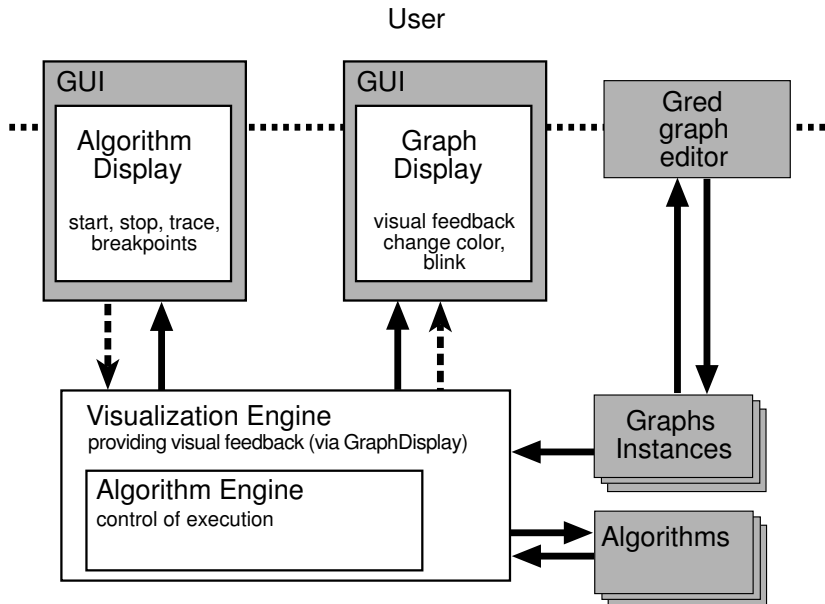 User
GUI
Algorithm
Display
start, stop, trace,
breakpoints
GUI
Graph
Display
visual feedback
change color,
blink
Gred
graph
editor
Visualization Engine
providing visual feedback (via GraphDisplay)
Algorithm Engine
control of execution
Graphs
Instances
Algorithms